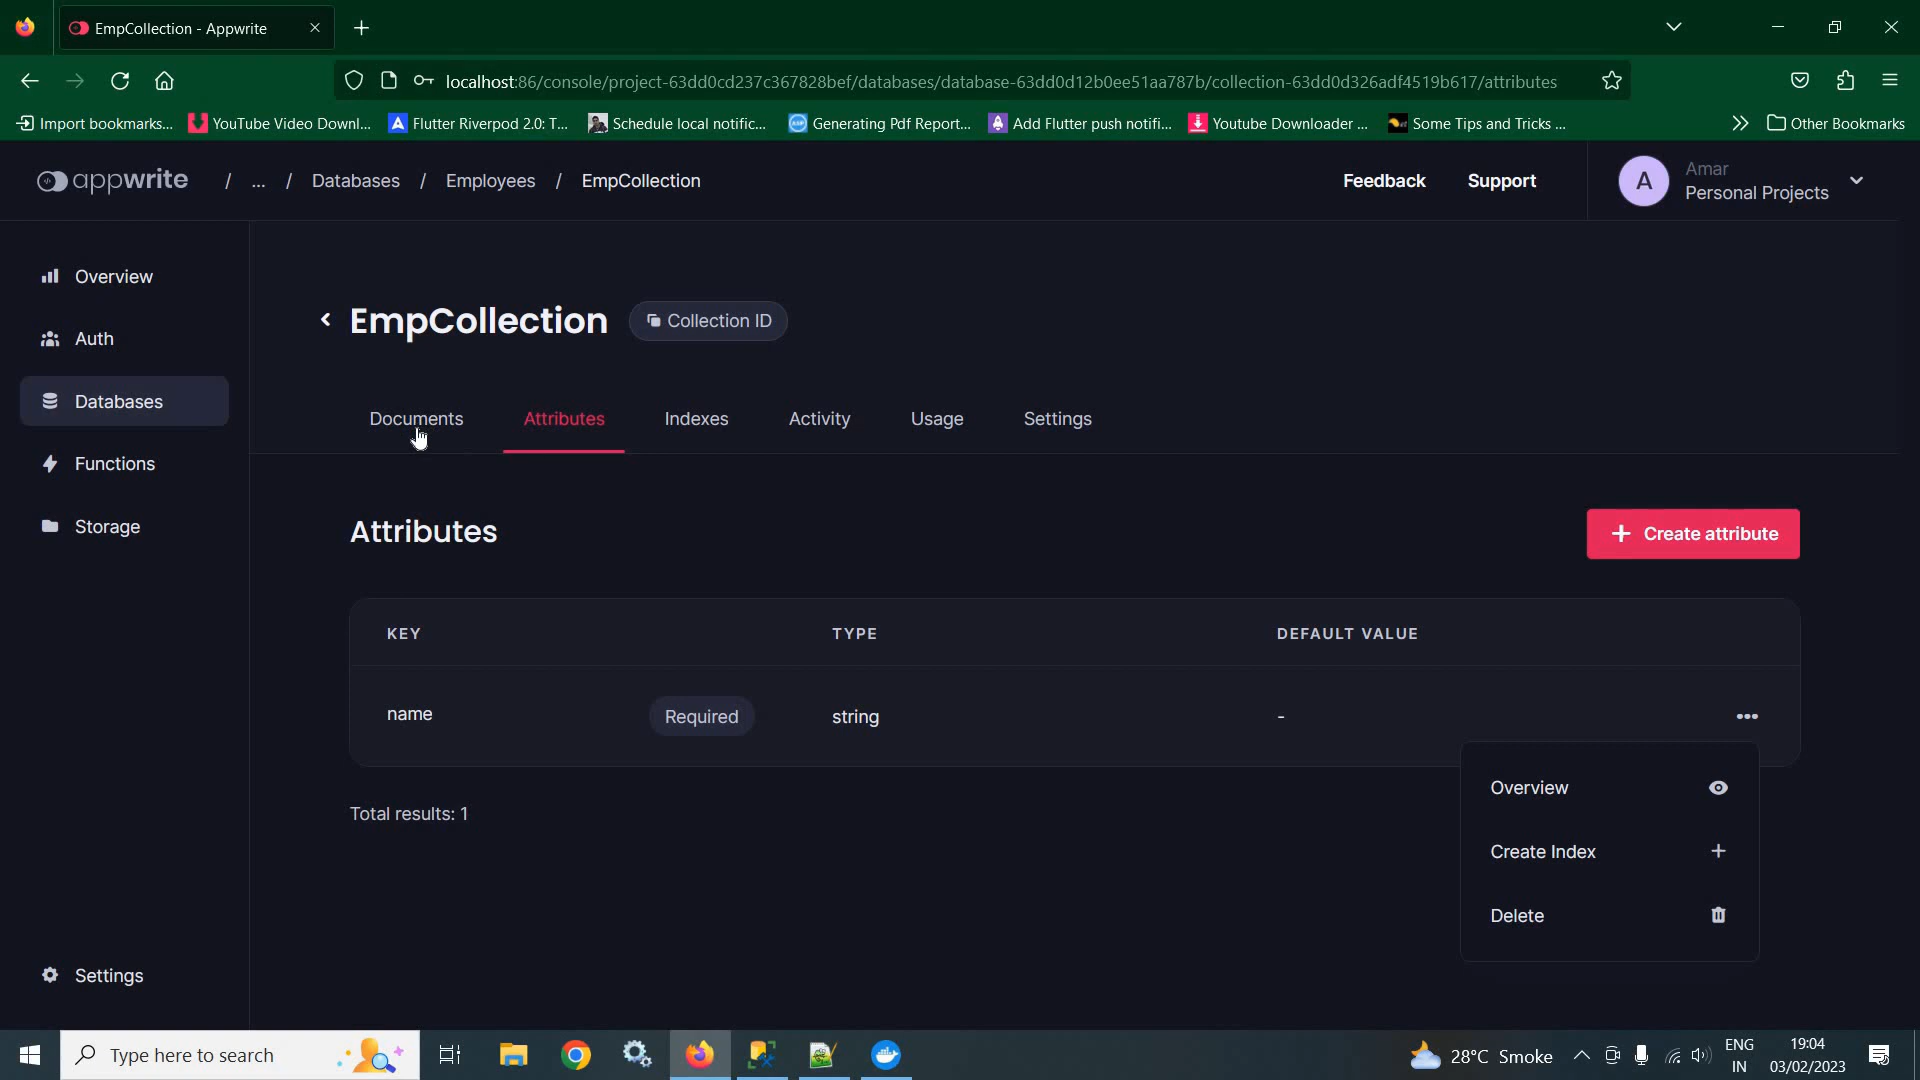 EmpCollection - Appwrite
localhost:86/console/project-63dd0cd237c367828bef/databases/database-63dd0d12b0ee51aa787b/collection-63dd0d326adf4519b617/attributes
Import bookmarks... YouTube Video Downl... Flutter Riverpod 2.0: T... Schedule local notific... Generating Pdf Report... Add Flutter push notifi... Youtube Downloader ... Some Tips and Tricks ... Other Bookmarks
appwrite / ... / Databases / Employees / EmpCollection Feedback Support A Amar
Personal Projects
Overview
Auth
Databases
Functions
Storage
Settings
EmpCollection Collection ID
Documents Attributes Indexes Activity Usage Settings
Attributes Create attribute
KEY TYPE DEFAULT VALUE
name Required string -
Total results: 1
Overview
Create Index
Delete
Type here to search 28°C Smoke ENG 19:04
IN 03/02/2023